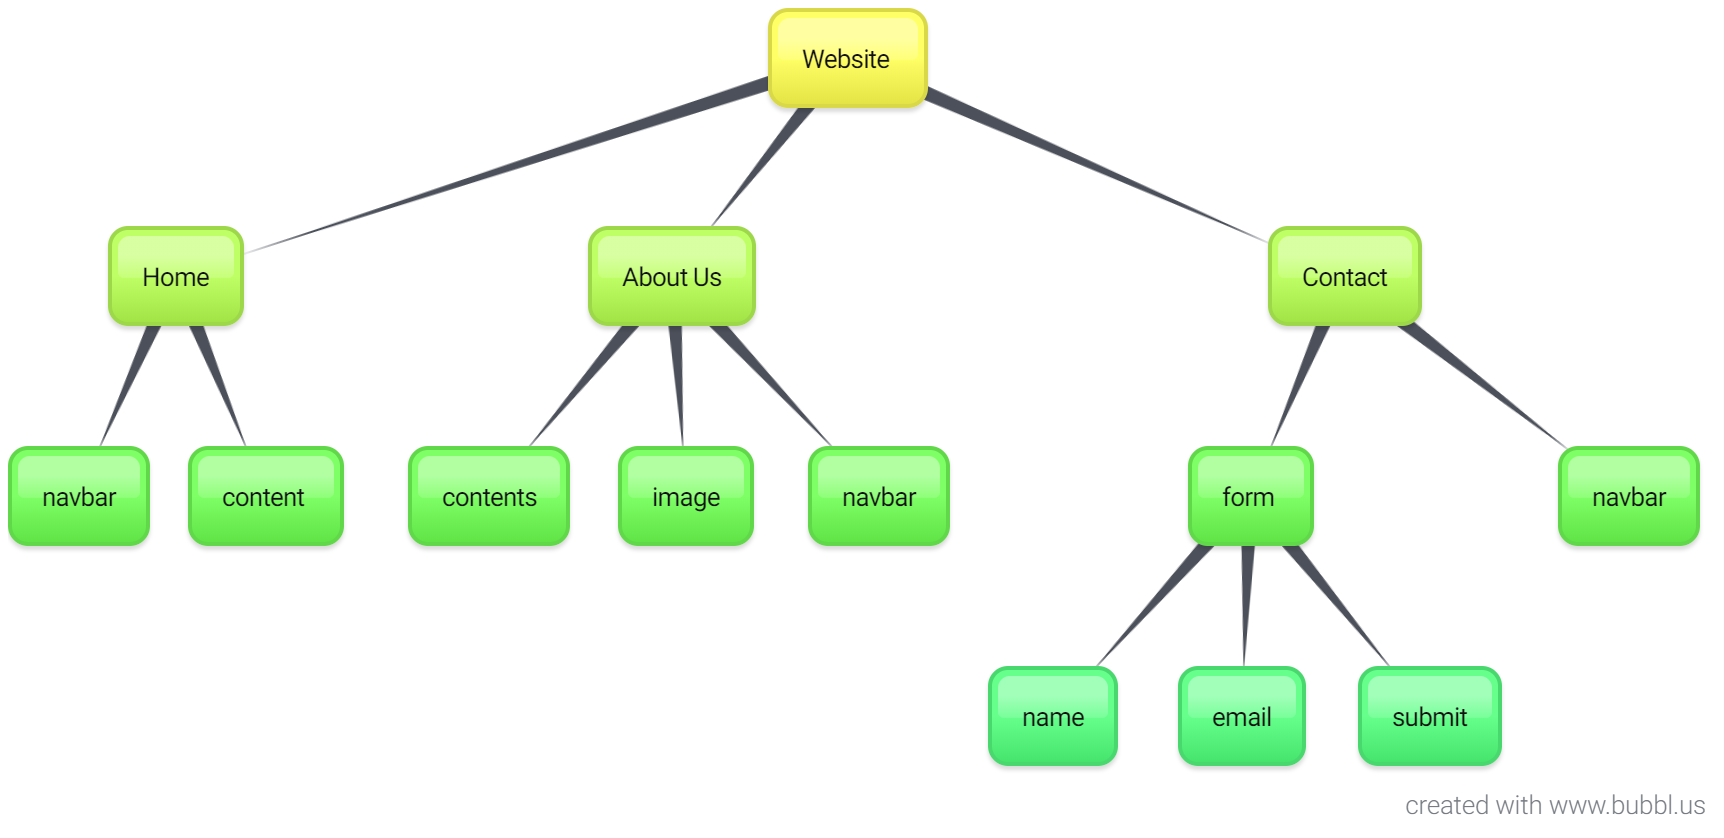 Website
Home
About Us
Contact
navbar
content
contents
image
navbar
form
navbar
name
email
submit
created with www.bubbl.us